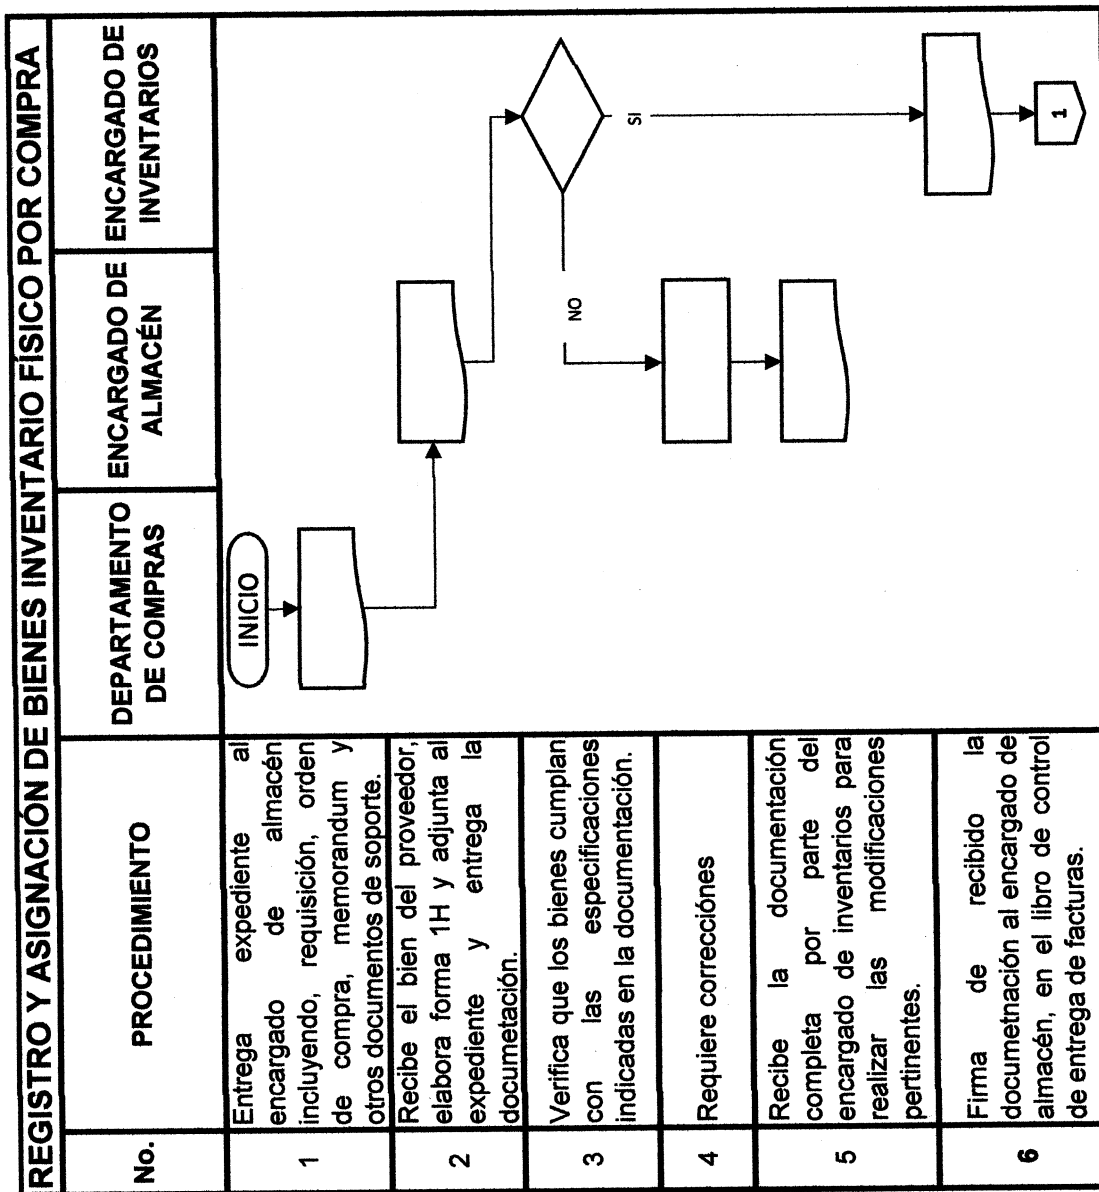 REGISTRO Y ASIGNACIÓN DE BIENES INVENTARIO FÍSICO POR COMPRA
No.
PROCEDIMIENTO
DEPARTAMENTO
DE COMPRAS
ENCARGADO DE
ALMACÉN
ENCARGADO DE
INVENTARIOS
1
Entrega expediente al
encargado de almacén
incluyendo, requisición, orden
de compra, memorandum y
otros documentos de soporte.
INICIO
2
Recibe el bien del proveedor,
elabora forma 1H y adjunta al
expediente y entrega la
documetación.
3
Verifica que los bienes cumplan
con las especificaciones
indicadas en la documentación.
NO
SI
4
Requiere correcciónes
5
Recibe la documentación
completa por parte del
encargado de inventarios para
realizar las modificaciones
pertinentes.
6
Firma de recibido la
documetnación al encargado de
almacén, en el libro de control
de entrega de facturas.
1